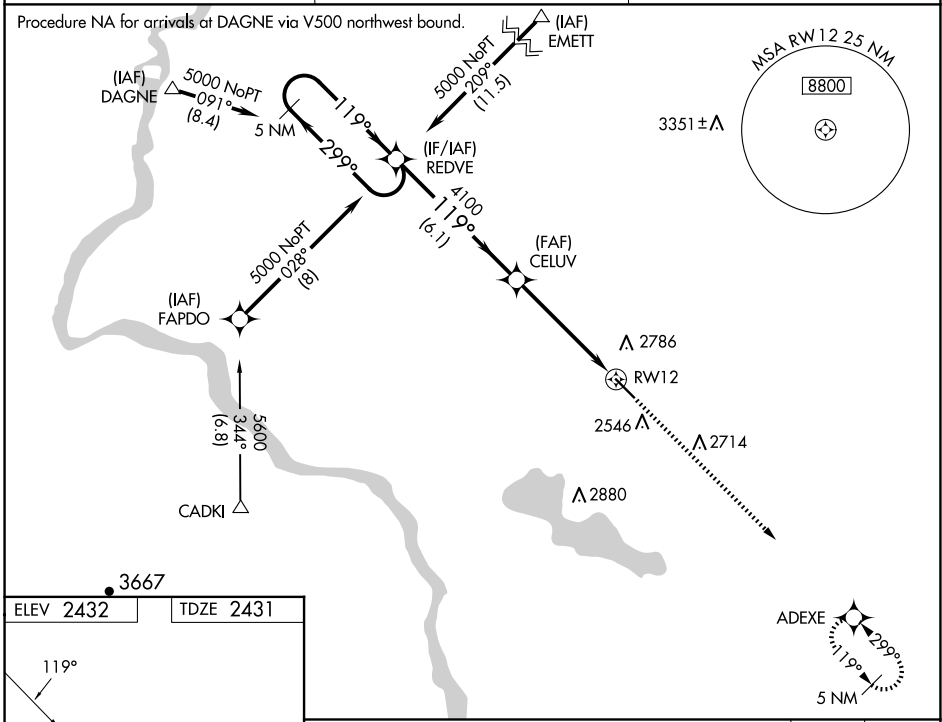 Procedure NA for arrivals at DAGNE via V500 northwest bound.
(IAF)
EMETT
5000 NoPT
209°
(11.5)
MSA RW12 25 NM
8800
3351±
(IAF)
DAGNE
5000 NoPT
091°
(8.4)
5 NM
119°
299°
(IF/IAF)
REDVE
4100
119°
(6.1)
(FAF)
CELUV
5000 NoPT
028°
(8)
(IAF)
FAPDO
2786
RW12
2546
2714
5600
344°
(6.8)
CADKI
2880
3667
ELEV 2432
TDZE 2431
119°
ADEXE
299°
119°
5 NM